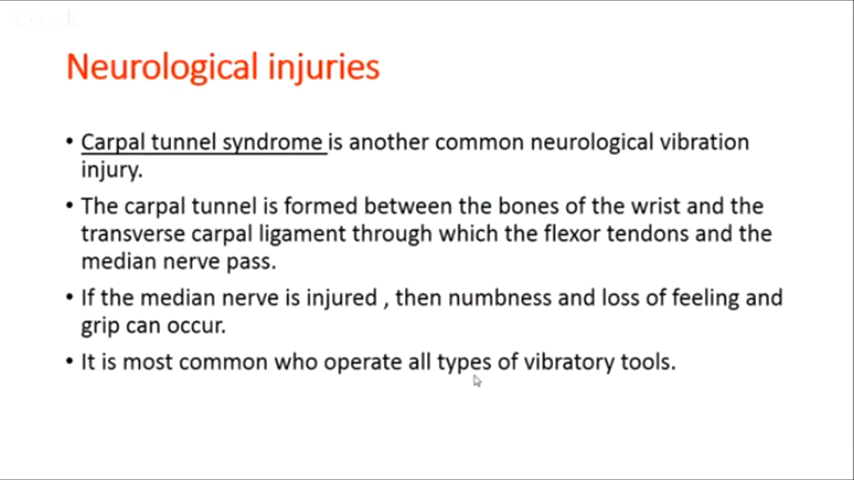 Neurological injuries
• Carpal tunnel syndrome is another common neurological vibration
injury.
• The carpal tunnel is formed between the bones of the wrist and the
transverse carpal ligament through which the flexor tendons and the
median nerve pass.
• If the median nerve is injured , then numbness and loss of feeling and
grip can occur.
• It is most common who operate all types of vibratory tools.